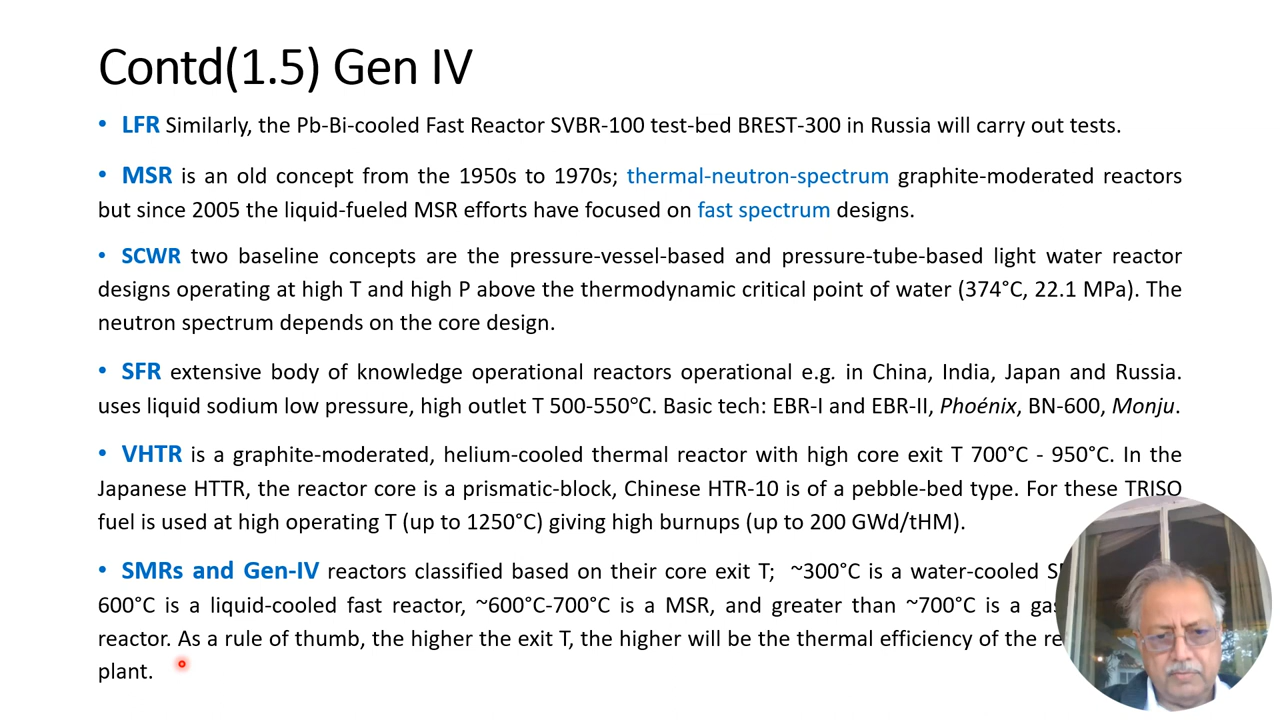 Contd(1.5) Gen IV
• LFR Similarly, the Pb-Bi-cooled Fast Reactor SVBR-100 test-bed BREST-300 in Russia will carry out tests.
• MSR is an old concept from the 1950s to 1970s; thermal-neutron-spectrum graphite-moderated reactors
but since 2005 the liquid-fueled MSR efforts have focused on fast spectrum designs.
• SCWR two baseline concepts are the pressure-vessel-based and pressure-tube-based light water reactor
designs operating at high T and high P above the thermodynamic critical point of water (374°C, 22.1 MPa). The
neutron spectrum depends on the core design.
• SFR extensive body of knowledge operational reactors operational e.g. in China, India, Japan and Russia.
uses liquid sodium low pressure, high outlet T 500-550℃. Basic tech: EBR-I and EBR-II, Phoénix, BN-600, Monju.
• VHTR is a graphite-moderated, helium-cooled thermal reactor with high core exit T 700°C - 950°C. In the
Japanese HTTR, the reactor core is a prismatic-block, Chinese HTR-10 is of a pebble-bed type. For these TRISO
fuel is used at high operating T (up to 1250°C) giving high burnups (up to 200 GWd/tHM).
• SMRs and Gen-IV reactors classified based on their core exit T; ~300°C is a water-cooled
600°C is a liquid-cooled fast reactor, ~600°C-700°C is a MSR, and greater than ~700°C is a
reactor. As a rule of thumb, the higher the exit T, the higher will be the thermal efficiency of the
plant.